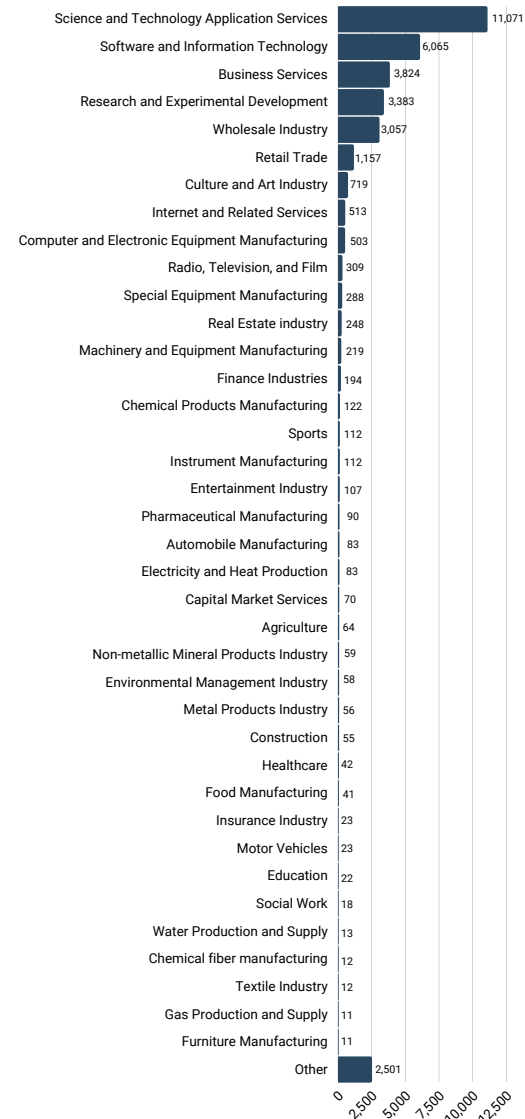 Science and Technology Application Services 11,071
Software and Information Technology 6,065
Business Services 3,824
Research and Experimental Development 3,383
Wholesale Industry 3,057
Retail Trade 1,157
Culture and Art Industry 719
Internet and Related Services 513
Computer and Electronic Equipment Manufacturing 503
Radio, Television, and Film 309
Special Equipment Manufacturing 288
Real Estate industry 248
Machinery and Equipment Manufacturing 219
Finance Industries 194
Chemical Products Manufacturing 122
Sports 112
Instrument Manufacturing 112
Entertainment Industry 107
Pharmaceutical Manufacturing 90
Automobile Manufacturing 83
Electricity and Heat Production 83
Capital Market Services 70
Agriculture 64
Non-metallic Mineral Products Industry 59
Environmental Management Industry 58
Metal Products Industry 56
Construction 55
Healthcare 42
Food Manufacturing 41
Insurance Industry 23
Motor Vehicles 23
Education 22
Social Work 18
Water Production and Supply 13
Chemical fiber manufacturing 12
Textile Industry 12
Gas Production and Supply 11
Furniture Manufacturing 11
Other 2,501
0 2,500 5,000 7,500 10,000 12,500